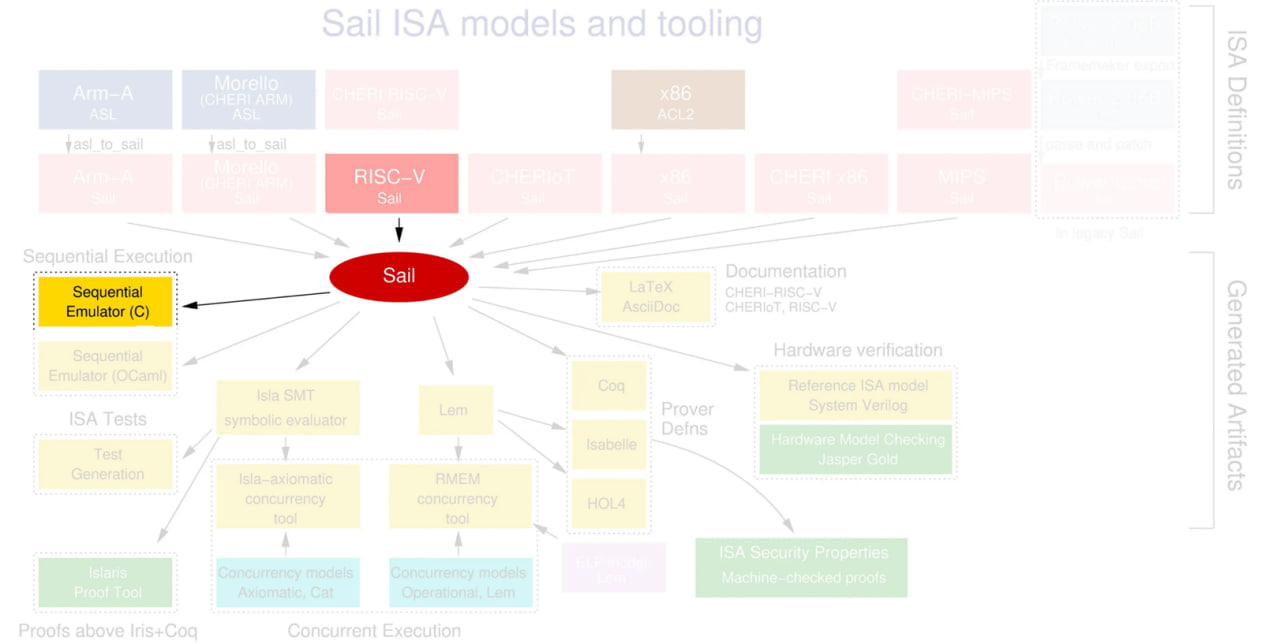 Sail ISA models and tooling
ISA Definitions
Framemaker export
Arm-A
ASL
Morello
(CHERI ARM)
ASL
CHERI RISC-V
Sail
x86
ACL2
CHERI-MIPS
Sail
asl_to_sail
asl_to_sail
parse and patch
Arm-A
Sail
Morello
(CHERI ARM)
Sail
RISC-V
Sail
CHERIoT
Sail
x86
Sail
CHERI x86
Sail
MIPS
Sail
in legacy Sail
Sequential Execution
Sail
Sequential
Emulator (C)
LaTeX
AsciiDoc
Documentation
CHERI-RISC-V
CHERIoT, RISC-V
Generated Artifacts
Sequential
Emulator (OCaml)
Hardware verification
Isla SMT
symbolic evaluator
Lem
Coq
Prover
Defns
Reference ISA model
System Verilog
ISA Tests
Test
Generation
Isabelle
Hardware Model Checking
Jasper Gold
Isla-axiomatic
concurrency
tool
RMEM
concurrency
tool
HOL4
Islaris
Proof Tool
Concurrency models
Axiomatic, Cat
Concurrency models
Operational, Lem
Lem
ISA Security Properties
Machine-checked proofs
Proofs above Iris+Coq
Concurrent Execution